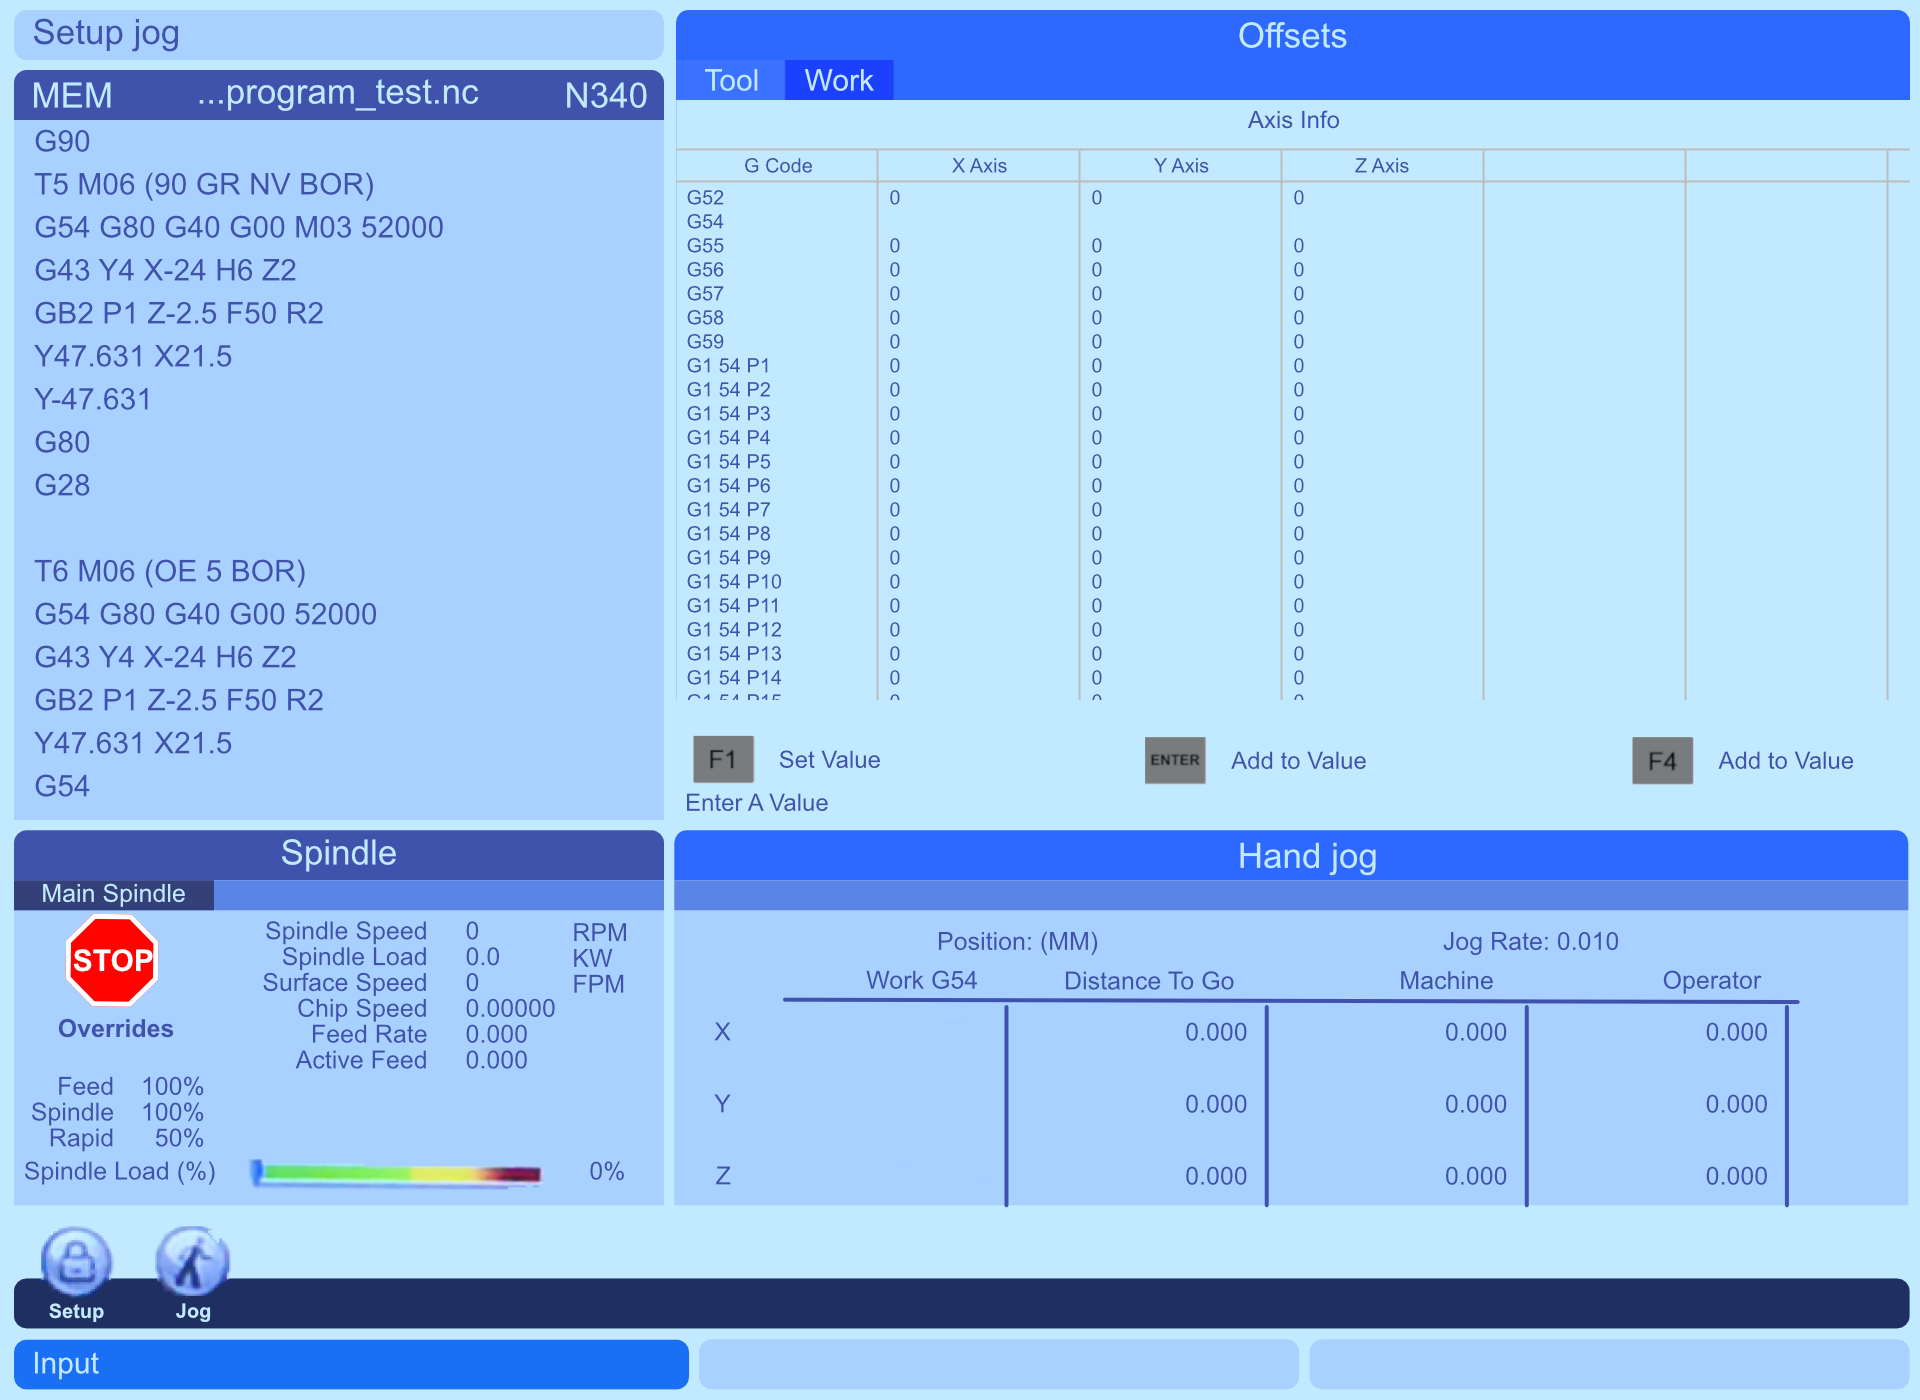 Setup jog
MEM ...program_test.nc N340
G90
T5 M06 (90 GR NV BOR)
G54 G80 G40 G00 M03 52000
G43 Y4 X-24 H6 Z2
GB2 P1 Z-2.5 F50 R2
Y47.631 X21.5
Y-47.631
G80
G28
T6 M06 (OE 5 BOR)
G54 G80 G40 G00 52000
G43 Y4 X-24 H6 Z2
GB2 P1 Z-2.5 F50 R2
Y47.631 X21.5
G54
Offsets
Tool Work
Axis Info
G Code X Axis Y Axis Z Axis
G52 0 0 0
G54
G55 0 0 0
G56 0 0 0
G57 0 0 0
G58 0 0 0
G59 0 0 0
G1 54 P1 0 0 0
G1 54 P2 0 0 0
G1 54 P3 0 0 0
G1 54 P4 0 0 0
G1 54 P5 0 0 0
G1 54 P6 0 0 0
G1 54 P7 0 0 0
G1 54 P8 0 0 0
G1 54 P9 0 0 0
G1 54 P10 0 0 0
G1 54 P11 0 0 0
G1 54 P12 0 0 0
G1 54 P13 0 0 0
G1 54 P14 0 0 0
G1 54 P15 0 0 0
F1 Set Value ENTER Add to Value F4 Add to Value
Enter A Value
Spindle
Main Spindle
STOP
Overrides
Feed 100%
Spindle 100%
Rapid 50%
Spindle Speed 0 RPM
Spindle Load 0.0 KW
Surface Speed 0 FPM
Chip Speed 0.00000
Feed Rate 0.000
Active Feed 0.000
Spindle Load (%) 0%
Hand jog
Position: (MM) Jog Rate: 0.010
Work G54 Distance To Go Machine Operator
X 0.000 0.000 0.000
Y 0.000 0.000 0.000
Z 0.000 0.000 0.000
Setup Jog
Input